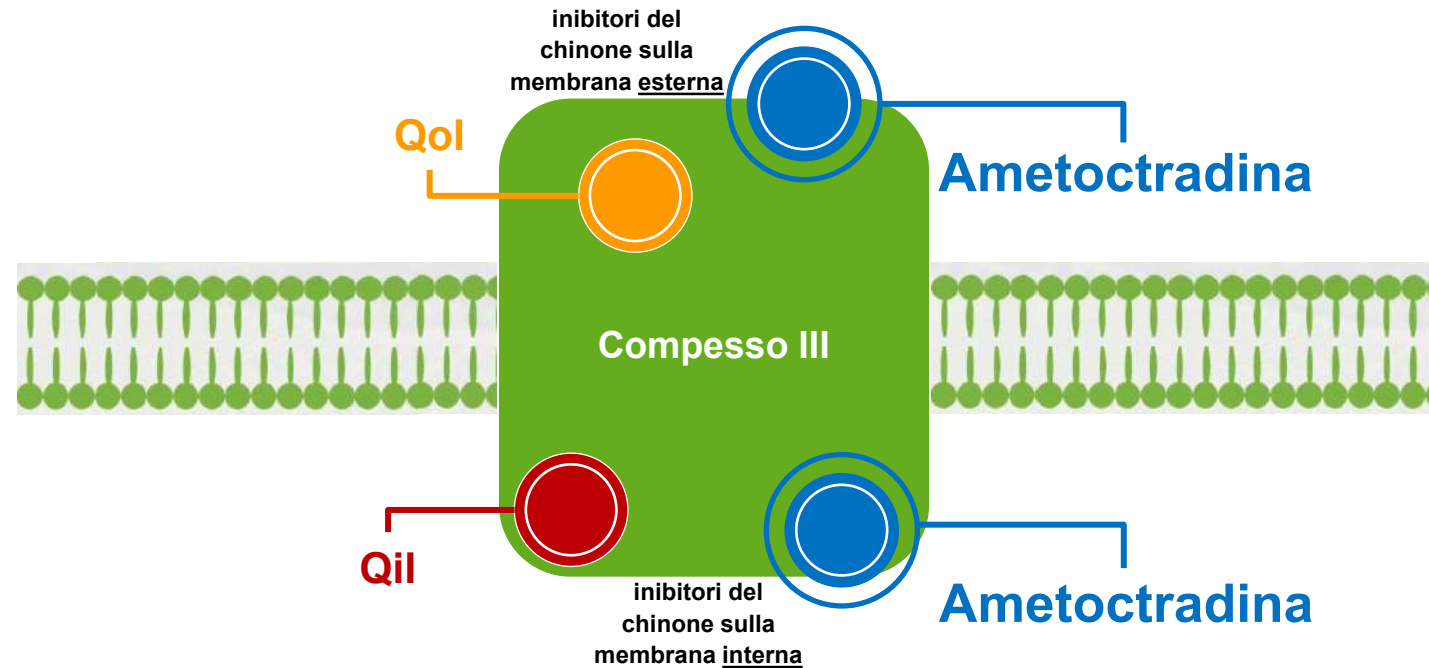 inibitori del
chinone sulla
membrana esterna
QoI
Ametoctradina
Compesso III
QiI
inibitori del
chinone sulla
membrana interna
Ametoctradina